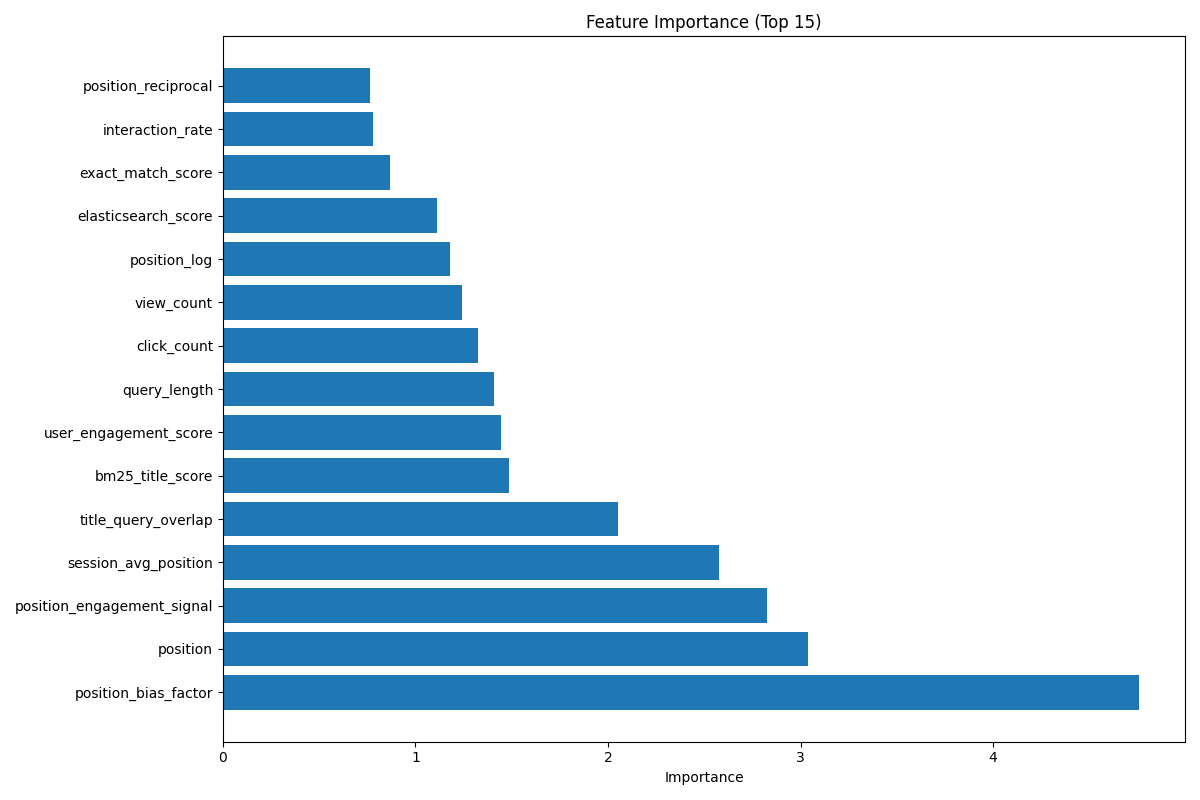 Feature Importance (Top 15)
position_reciprocal
interaction_rate
exact_match_score
elasticsearch_score
position_log
view_count
click_count
query_length
user_engagement_score
bm25_title_score
title_query_overlap
session_avg_position
position_engagement_signal
position
position_bias_factor
0 1 2 3 4
Importance